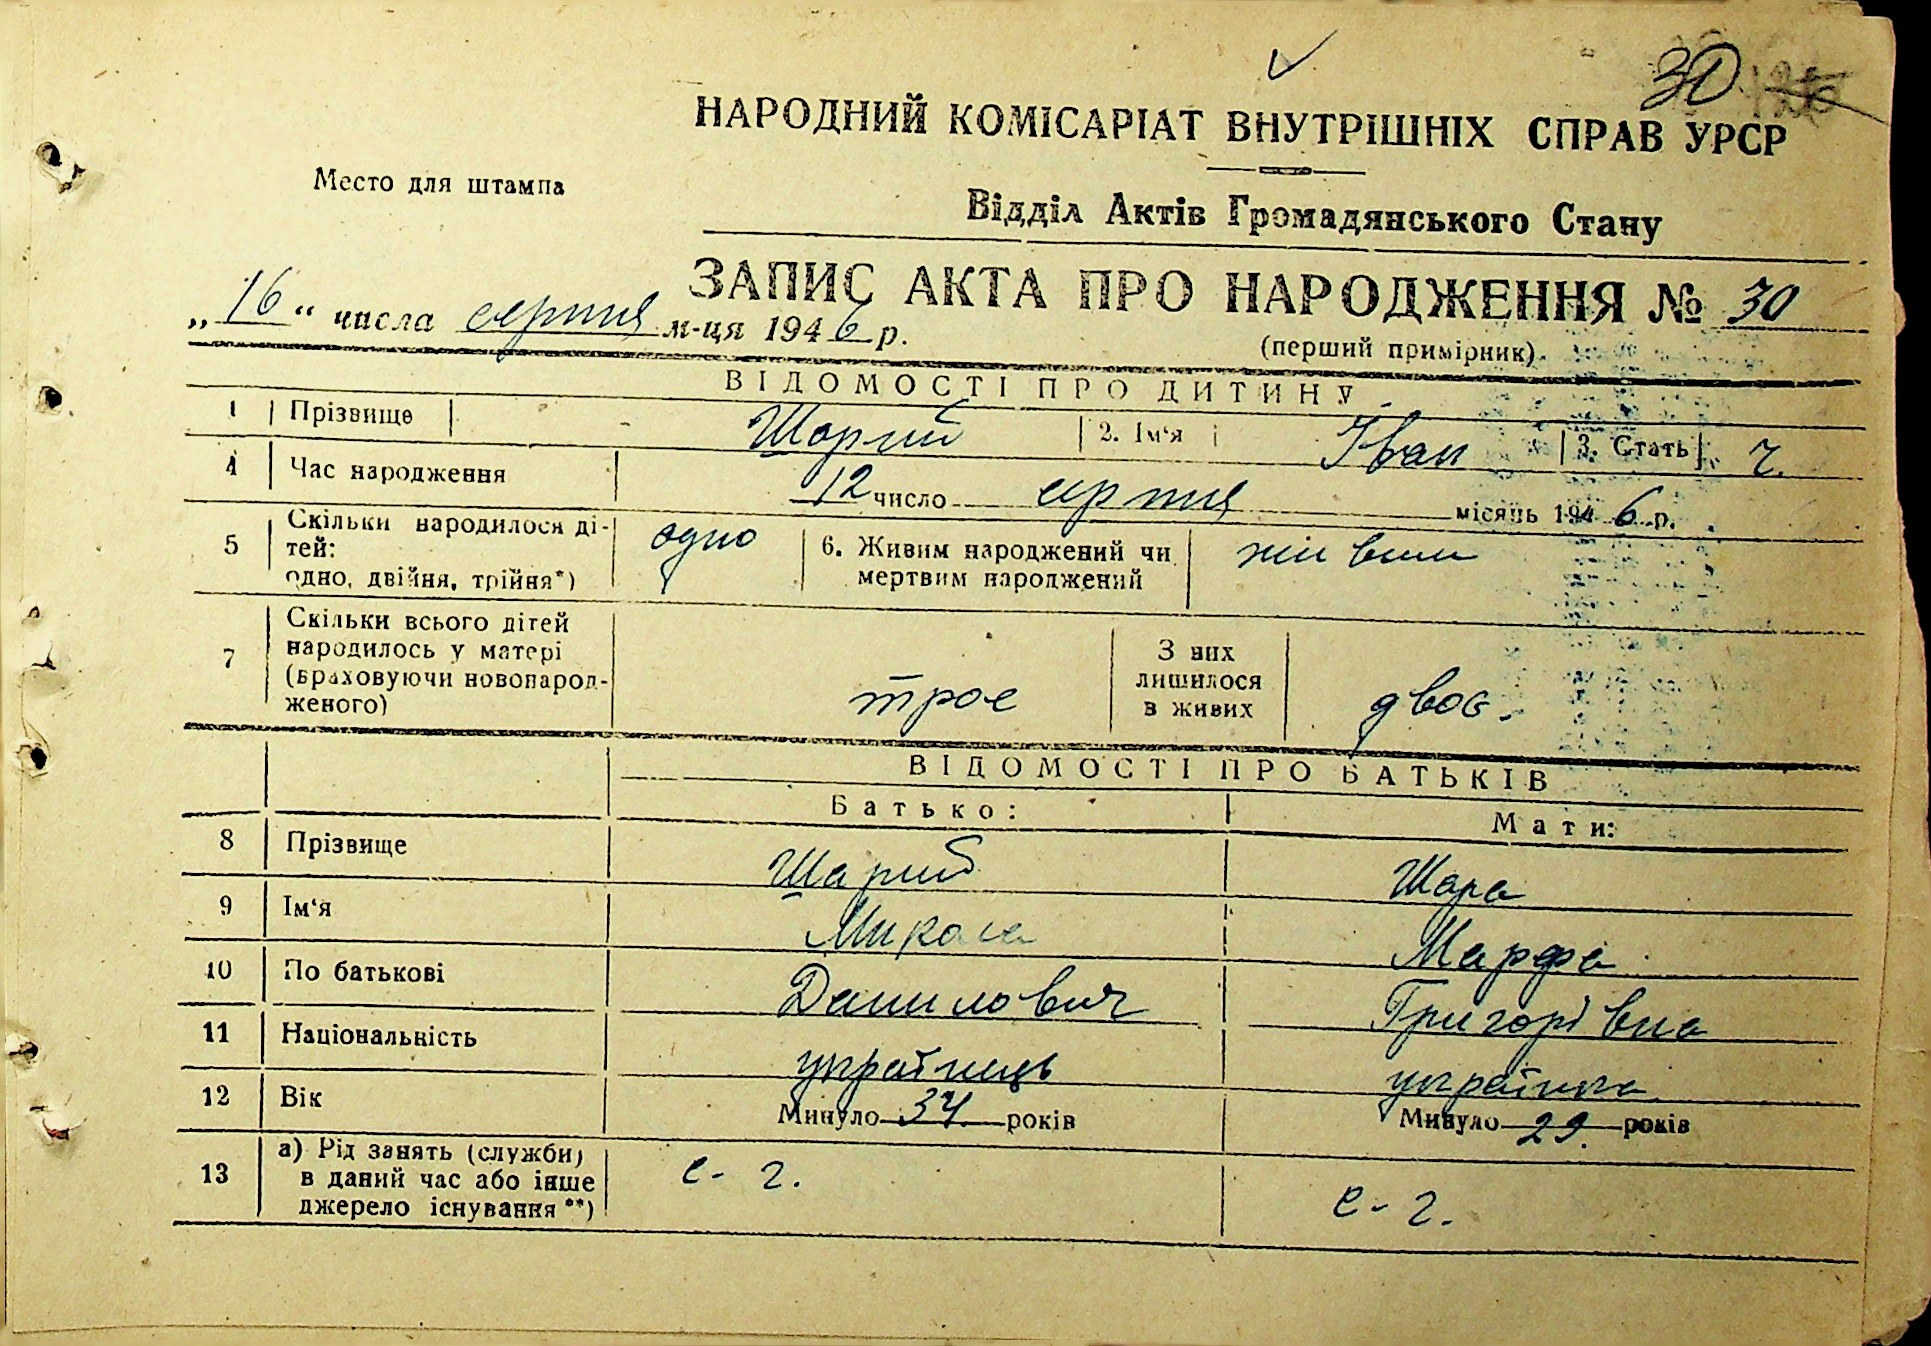 30
НАРОДНИЙ КОМІСАРІАТ ВНУТРІШНІХ СПРАВ УРСР
Место для штампа
Відділ Актів Громадянського Стану
ЗАПИС АКТА ПРО НАРОДЖЕННЯ № 30
„16“ числа серпня м-ця 1946 р.
(перший примірник)
ВІДОМОСТІ ПРО ДИТИНУ
1 Прізвище Шарий 2. Ім‘я Іван 3. Стать ч.
4 Час народження 12 число серпня місяць 1946 р.
5 Скільки народилося ді-
тей:
одно, двійня, трійня*)
одно
6. Живим народжений чи
мертвим народжений
живим
7 Скільки всього дітей
народилось у матері
(враховуючи новонарод-
женого)
троє
З них
лишилося
в живих
двоє.
ВІДОМОСТІ ПРО БАТЬКІВ
Батько: Мати:
8 Прізвище Шарий Шара
9 Ім‘я Микола Марфа
10 По батькові Данилович Григорівна
11 Національність українець українка
12 Вік Минуло 34 років Минуло 29. років
13 а) Рід занять (служби)
в даний час або інше
джерело існування**)
с-г. с-г.